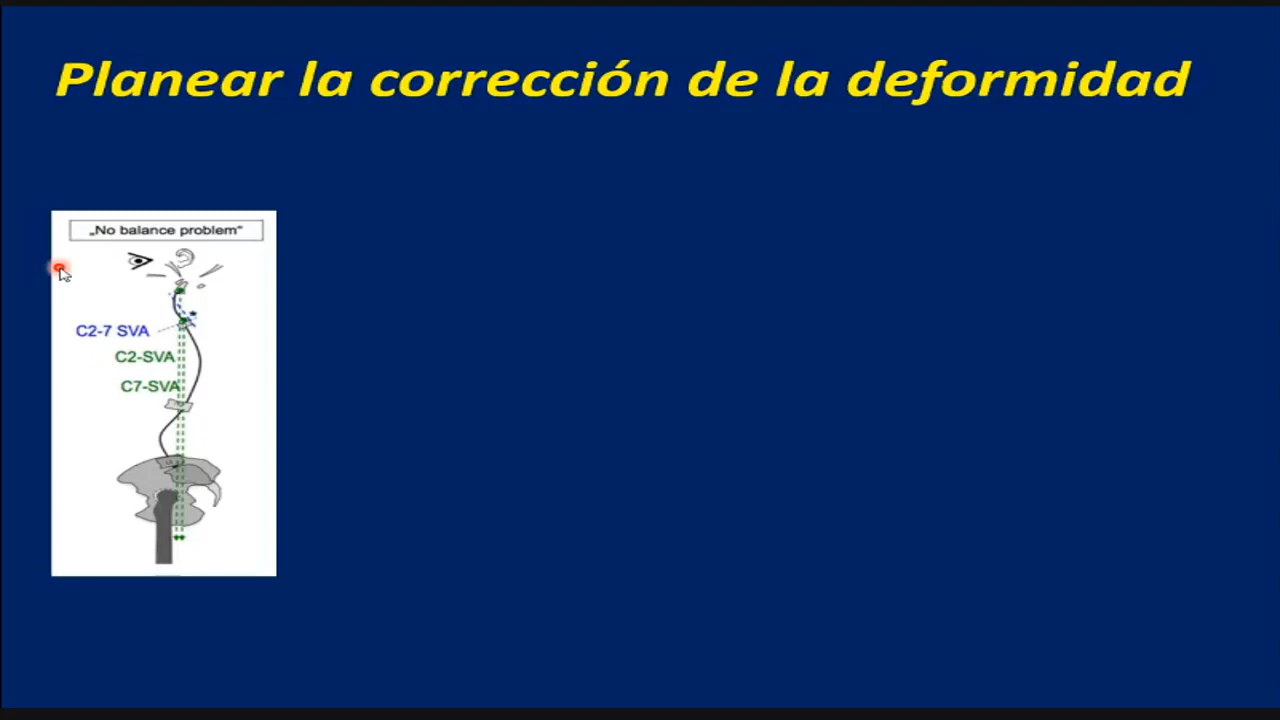 Planear la corrección de la deformidad
„No balance problem“
C2-7 SVA
C2-SVA
C7-SVA